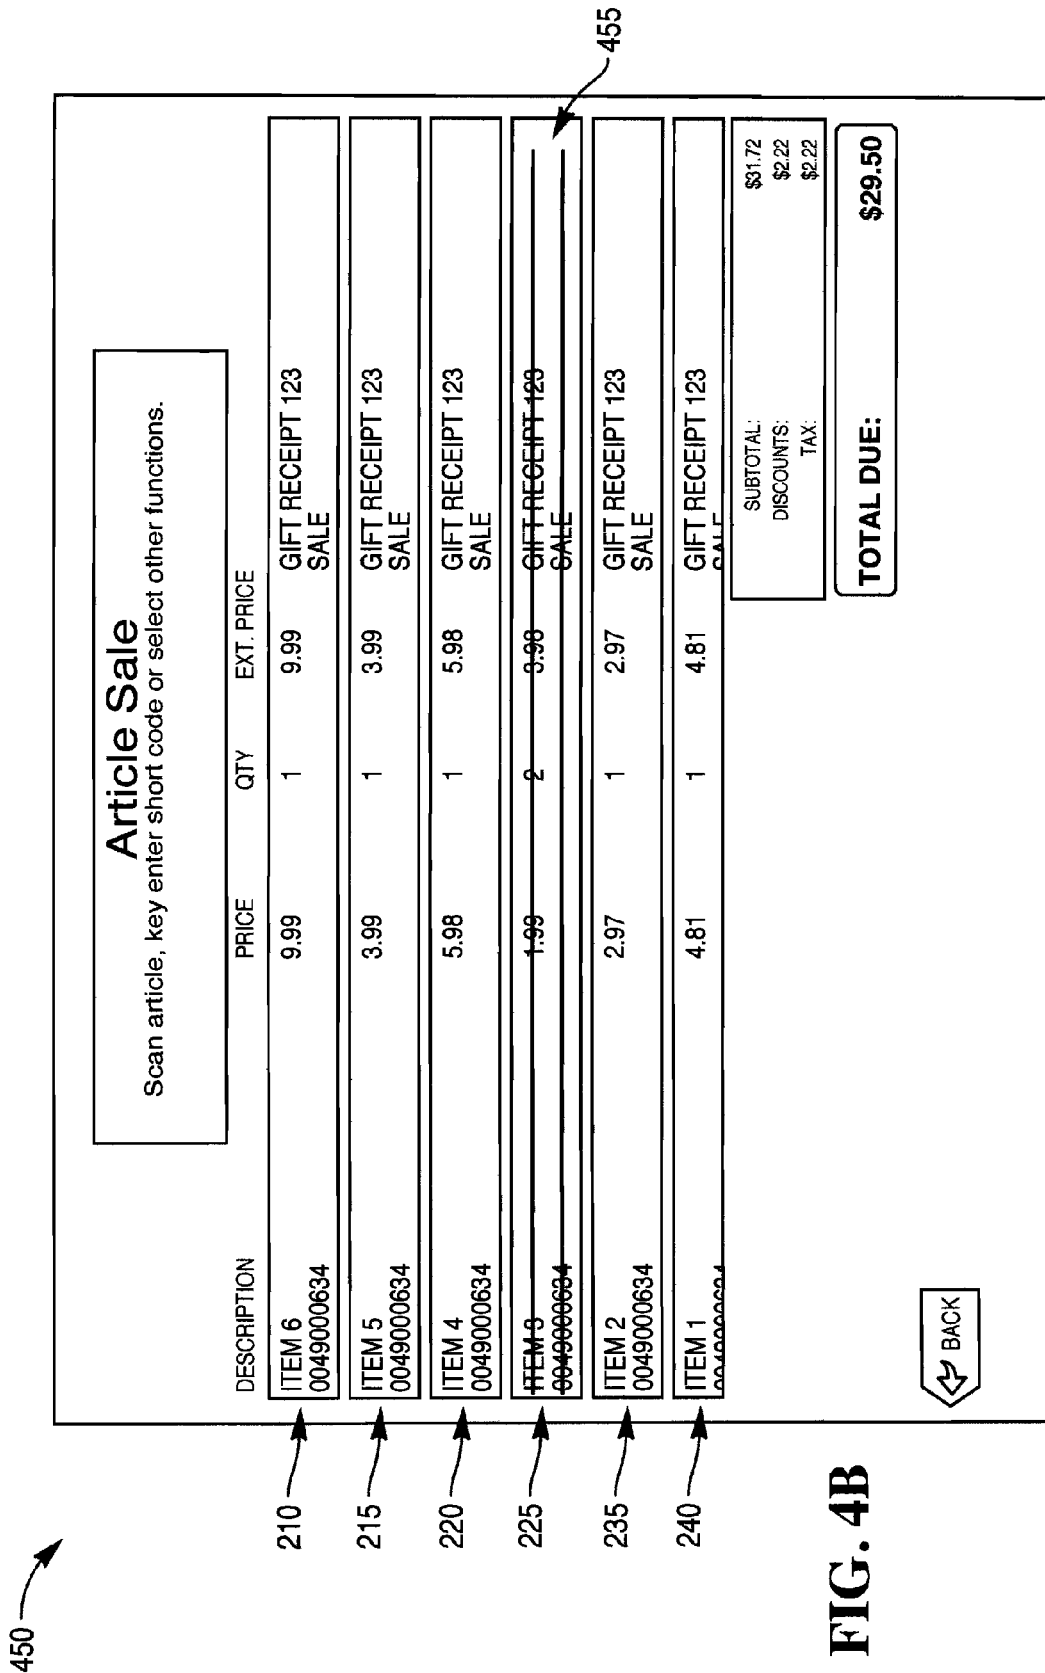 450
Article Sale
Scan article, key enter short code or select other functions.
DESCRIPTION PRICE QTY EXT. PRICE
210 ITEM 6 9.99 1 9.99 GIFT RECEIPT 123
0049000634 SALE
215 ITEM 5 3.99 1 3.99 GIFT RECEIPT 123
0049000634 SALE
220 ITEM 4 5.98 1 5.98 GIFT RECEIPT 123
0049000634 SALE
225 ITEM 3 1.99 2 3.98 GIFT RECEIPT 123 455
0049000634 SALE
235 ITEM 2 2.97 1 2.97 GIFT RECEIPT 123
0049000634 SALE
240 ITEM 1 4.81 1 4.81 GIFT RECEIPT 123
0049000634 SALE
SUBTOTAL: $31.72
DISCOUNTS: $2.22
TAX: $2.22
TOTAL DUE: $29.50
BACK
FIG. 4B